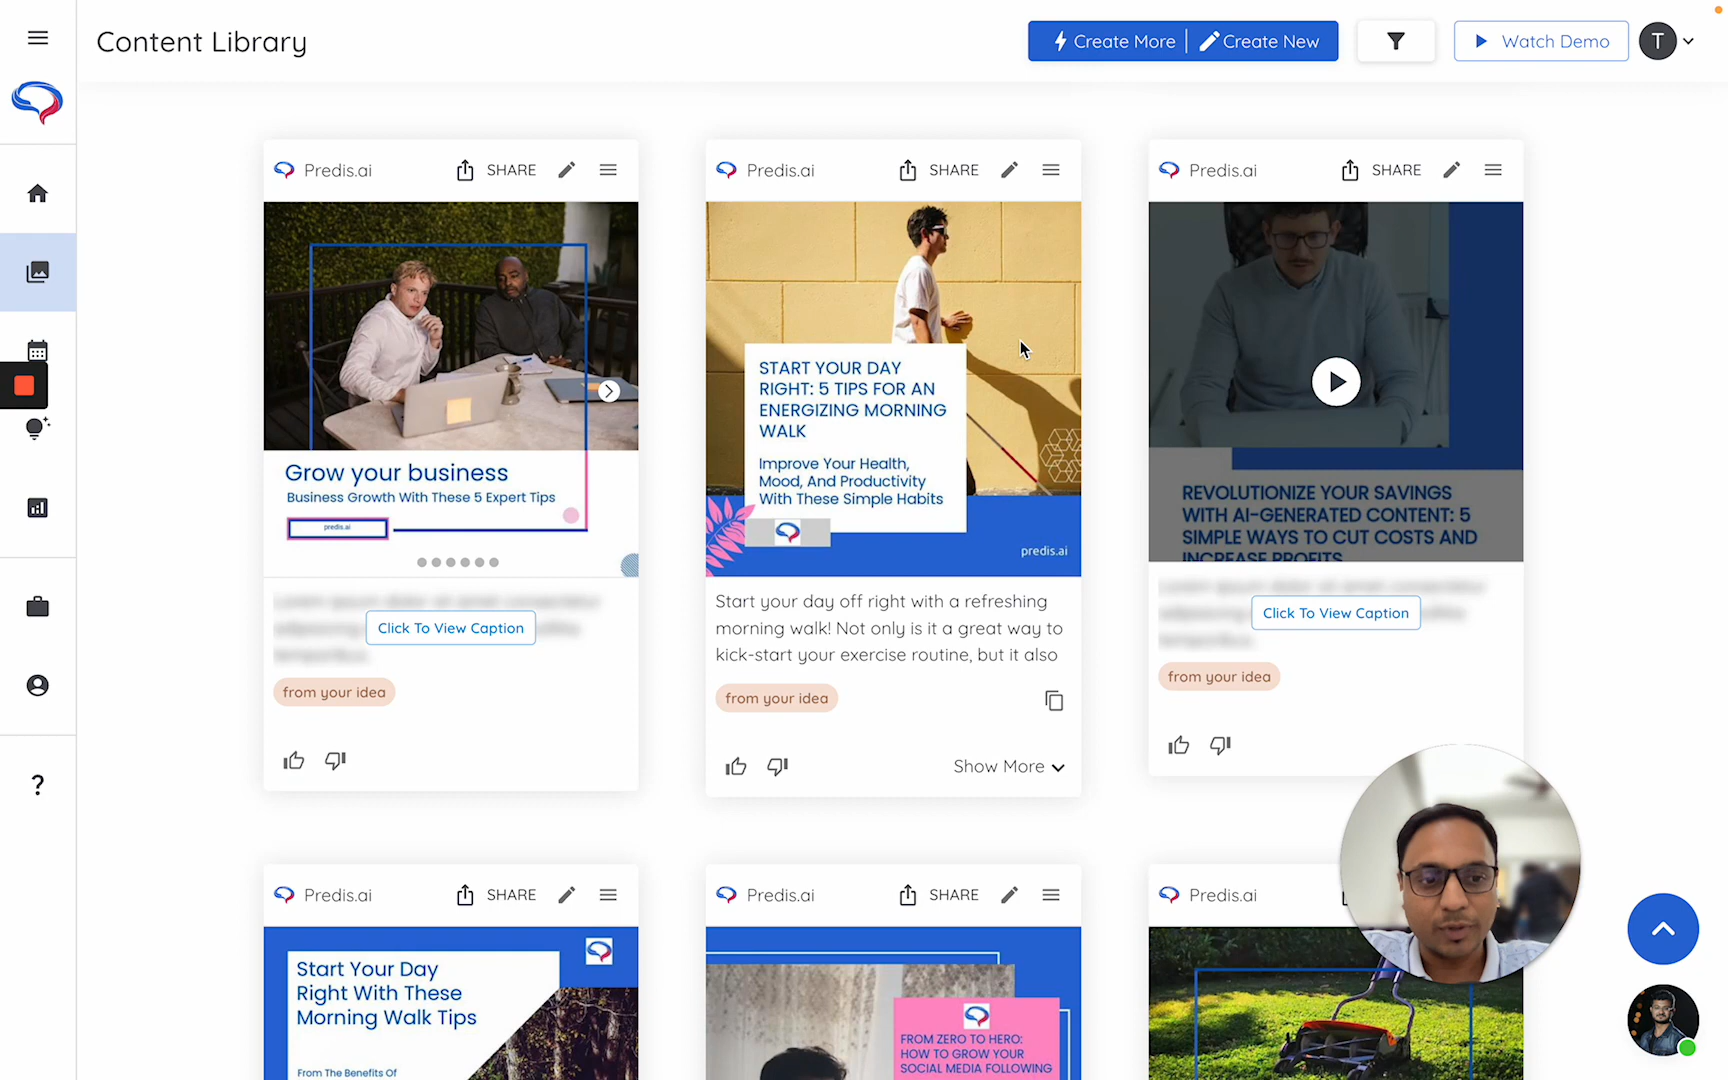 Content Library
Create More
Create New
Watch Demo
T
Predis.ai
SHARE
Grow your business
Business Growth With These 5 Expert Tips
predis.ai
Click To View Caption
from your idea
Predis.ai
SHARE
START YOUR DAY
RIGHT: 5 TIPS FOR AN
ENERGIZING MORNING
WALK
Improve Your Health,
Mood, And Productivity
With These Simple Habits
predis.ai
Start your day off right with a refreshing
morning walk! Not only is it a great way to
kick-start your exercise routine, but it also
from your idea
Show More
Predis.ai
SHARE
REVOLUTIONIZE YOUR SAVINGS
WITH AI-GENERATED CONTENT: 5
SIMPLE WAYS TO CUT COSTS AND
INCREASE PROFITS
Click To View Caption
from your idea
?
Predis.ai
SHARE
Start Your Day
Right With These
Morning Walk Tips
From The Benefits Of
Predis.ai
SHARE
FROM ZERO TO HERO:
HOW TO GROW YOUR
SOCIAL MEDIA FOLLOWING
Predis.ai